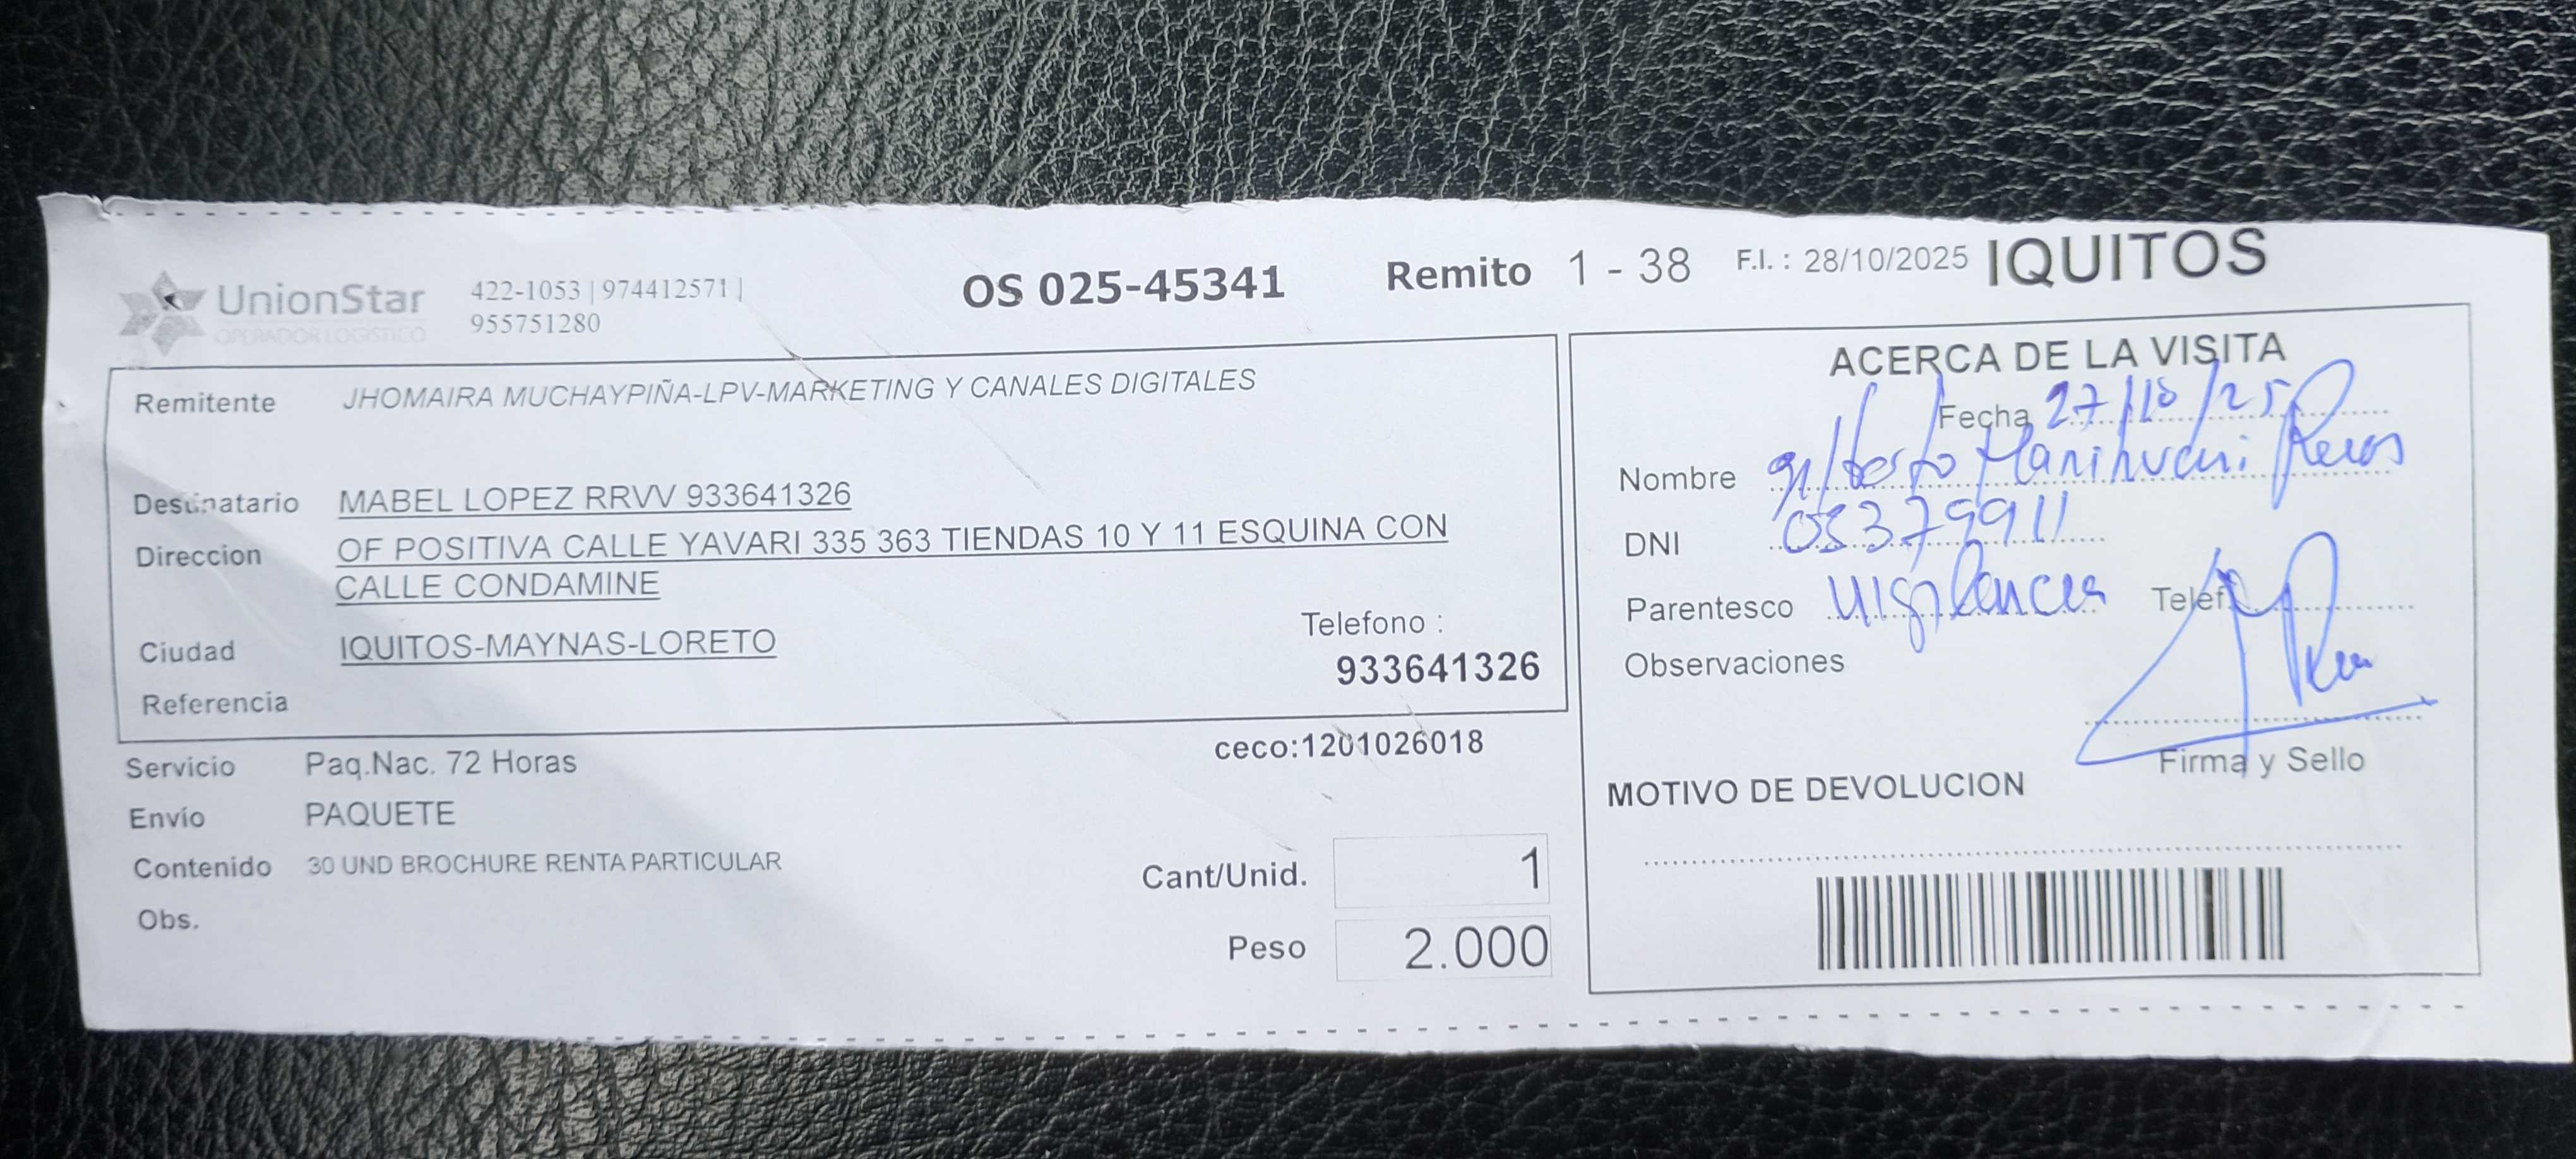 UnionStar
OPERADOR LOGÍSTICO
422-1053 | 974412571 |
955751280
OS 025-45341
Remito 1 - 38
F.I. : 28/10/2025
IQUITOS
Remitente JHOMAIRA MUCHAYPIÑA-LPV-MARKETING Y CANALES DIGITALES
Destinatario MABEL LOPEZ RRVV 933641326
Direccion OF POSITIVA CALLE YAVARI 335 363 TIENDAS 10 Y 11 ESQUINA CON
CALLE CONDAMINE
Ciudad IQUITOS-MAYNAS-LORETO
Telefono :
933641326
Referencia
Servicio Paq.Nac. 72 Horas
ceco:1201026018
Envío PAQUETE
Contenido 30 UND BROCHURE RENTA PARTICULAR
Cant/Unid. 1
Obs.
Peso 2.000
ACERCA DE LA VISITA
Fecha 27/10/25
Nombre Gilberto Manihuari
DNI 05379911
Parentesco Vigilancia Telef.
Observaciones
Firma y Sello
MOTIVO DE DEVOLUCION